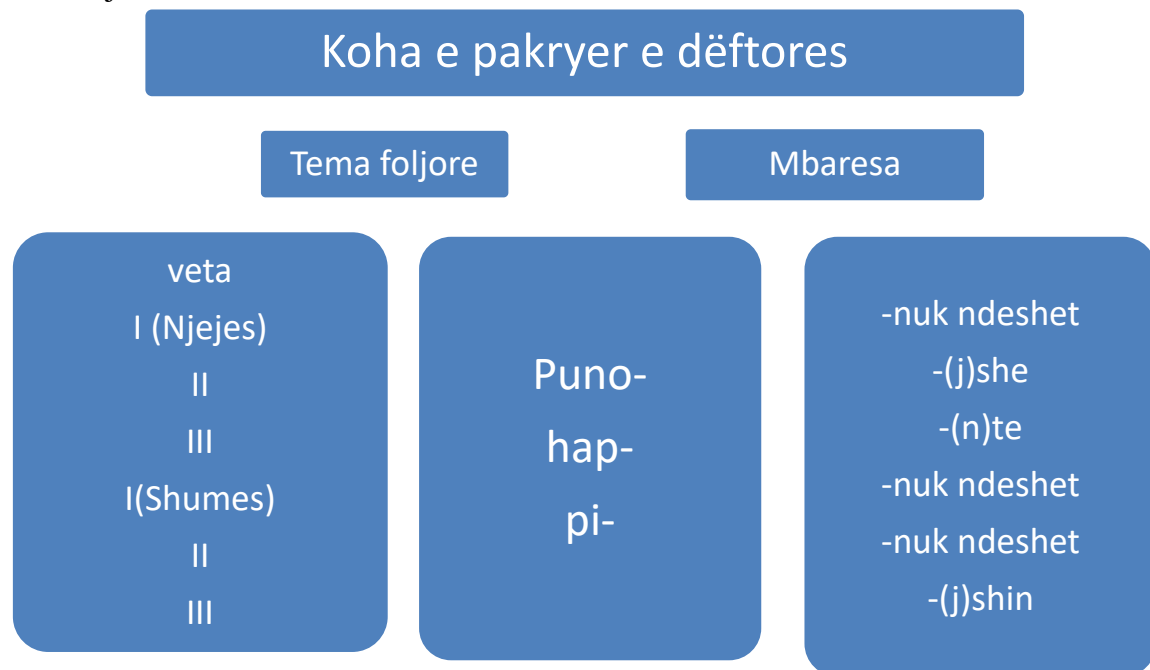 Koha e pakryer e dëftores
Tema foljore
Mbaresa
veta
I (Njejes)
II
III
I(Shumes)
II
III
Puno-
hap-
pi-
-nuk ndeshet
-(j)she
-(n)te
-nuk ndeshet
-nuk ndeshet
-(j)shin